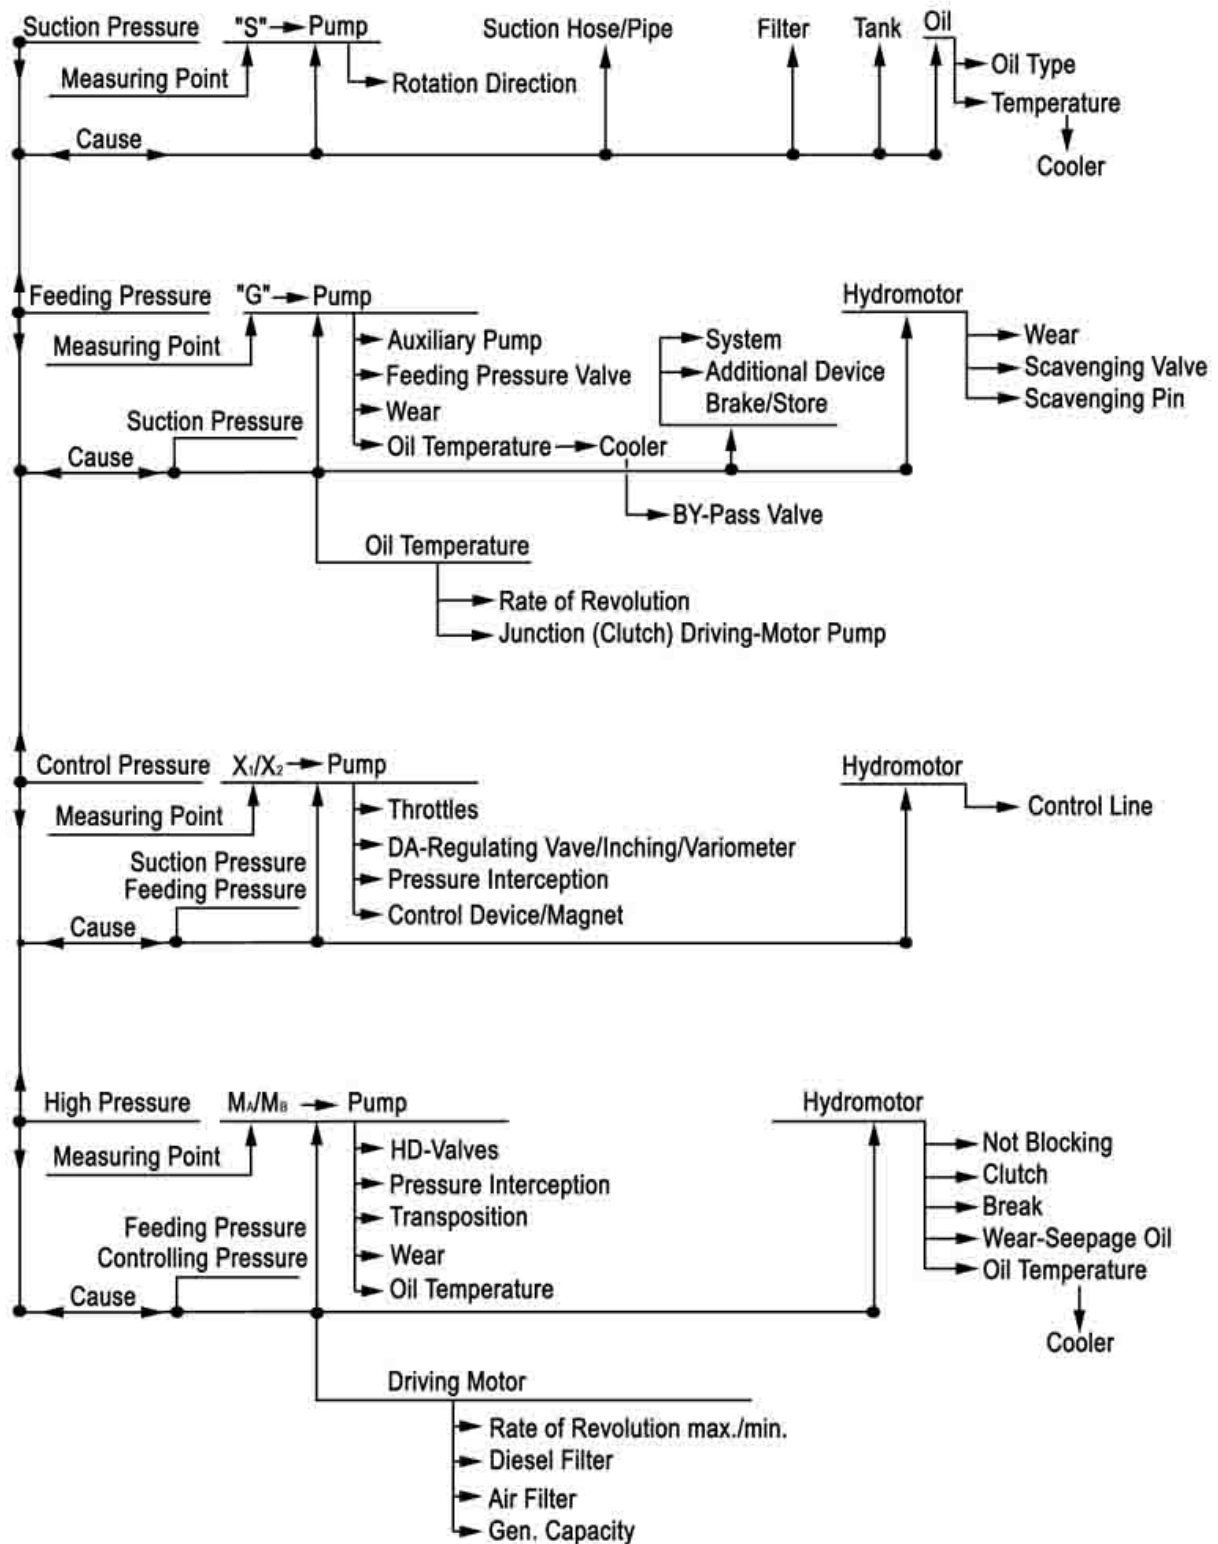 Suction Pressure "S" Pump Suction Hose/Pipe Filter Tank Oil
Measuring Point Rotation Direction Oil Type
Temperature
Cause
Cooler
Feeding Pressure "G" Pump Hydromotor
Measuring Point Auxiliary Pump System Wear
Feeding Pressure Valve Additional Device Scavenging Valve
Wear Brake/Store Scavenging Pin
Suction Pressure
Oil Temperature Cooler
Cause
BY-Pass Valve
Oil Temperature
Rate of Revolution
Junction (Clutch) Driving-Motor Pump
Control Pressure X1/X2 Pump Hydromotor
Measuring Point Throttles Control Line
DA-Regulating Vave/Inching/Variometer
Suction Pressure
Pressure Interception
Feeding Pressure
Control Device/Magnet
Cause
High Pressure MA/MB Pump Hydromotor
Measuring Point HD-Valves Not Blocking
Pressure Interception Clutch
Transposition Break
Feeding Pressure
Wear Wear-Seepage Oil
Controlling Pressure
Oil Temperature Oil Temperature
Cause
Cooler
Driving Motor
Rate of Revolution max./min.
Diesel Filter
Air Filter
Gen. Capacity